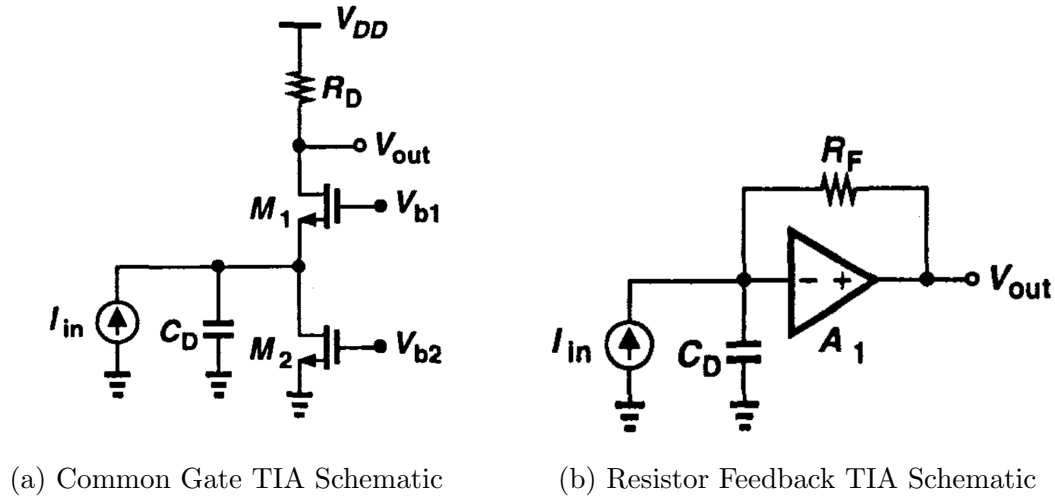 V_DD
R_D
V_out
M_1
V_b1
I_in
C_D
M_2
V_b2
(a) Common Gate TIA Schematic
R_F
− +
V_out
A_1
I_in
C_D
(b) Resistor Feedback TIA Schematic